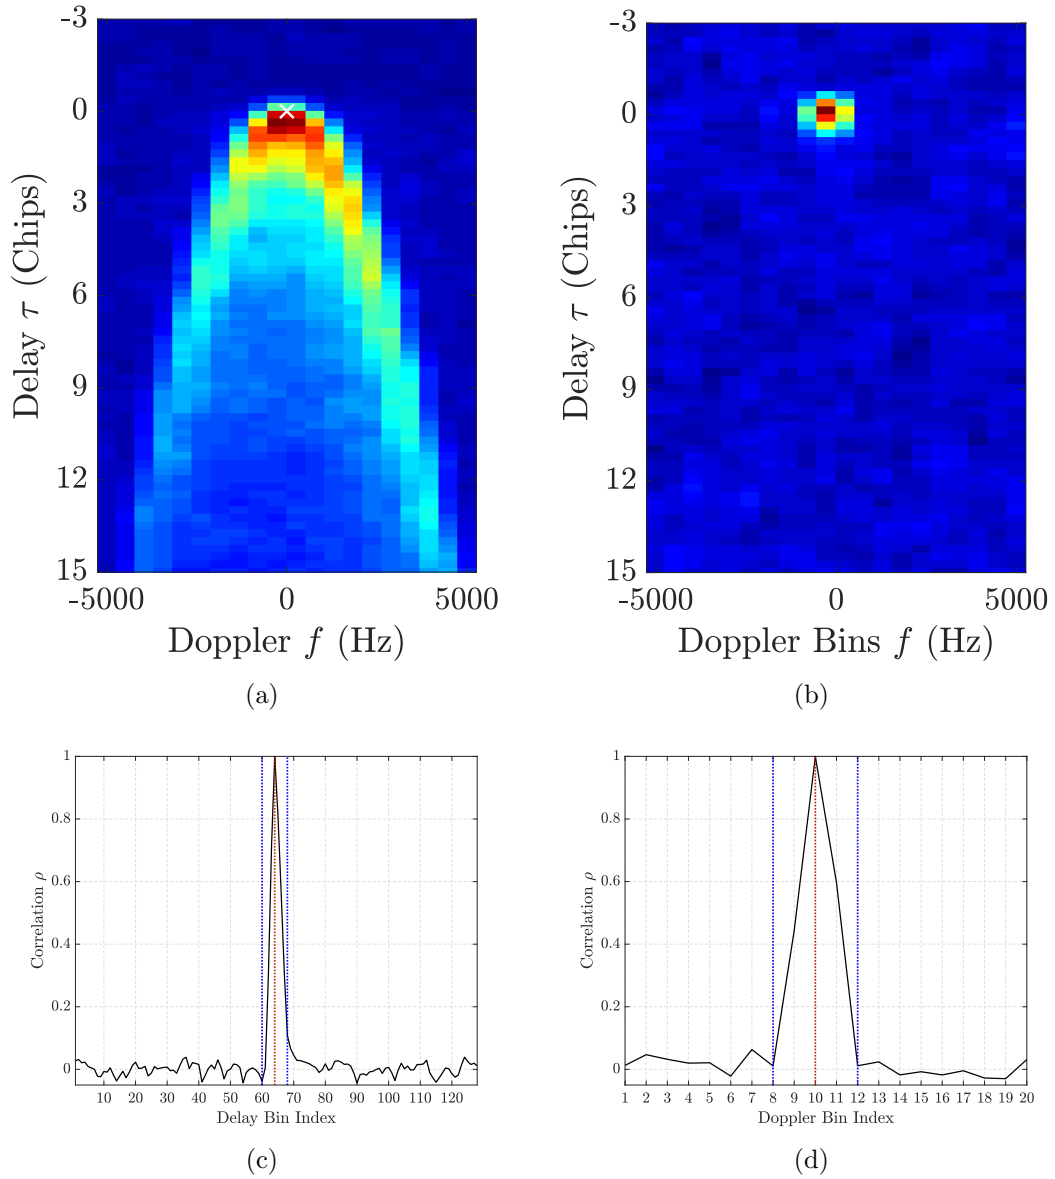 -3
0
3
6
9
12
15
Delay τ (Chips)
-5000 0 5000
Doppler f (Hz)
(a)
-3
0
3
6
9
12
15
Delay τ (Chips)
-5000 0 5000
Doppler Bins f (Hz)
(b)
1
0.8
0.6
0.4
0.2
0
Correlation ρ
10 20 30 40 50 60 70 80 90 100 110 120
Delay Bin Index
(c)
1
0.8
0.6
0.4
0.2
0
Correlation ρ
1 2 3 4 5 6 7 8 9 10 11 12 13 14 15 16 17 18 19 20
Doppler Bin Index
(d)